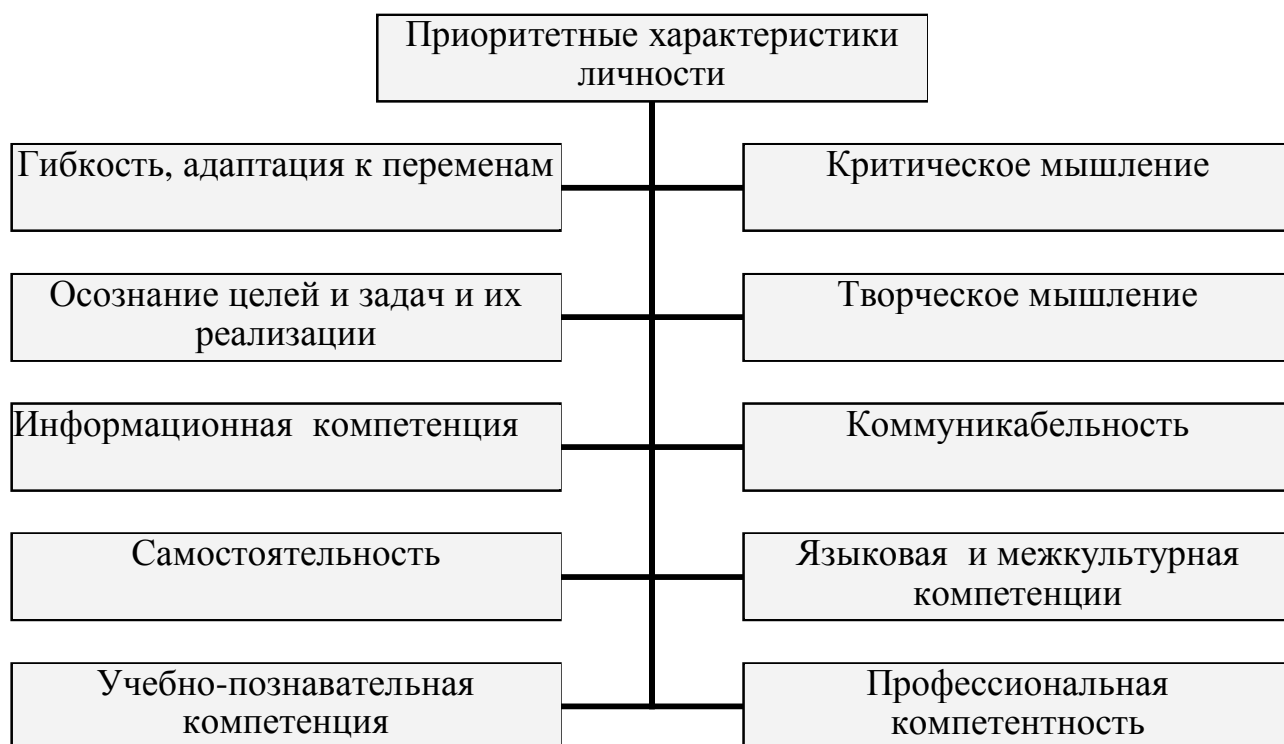 Приоритетные характеристики
личности
Гибкость, адаптация к переменам
Критическое мышление
Осознание целей и задач и их
реализации
Творческое мышление
Информационная компетенция
Коммуникабельность
Самостоятельность
Языковая и межкультурная
компетенции
Учебно-познавательная
компетенция
Профессиональная
компетентность